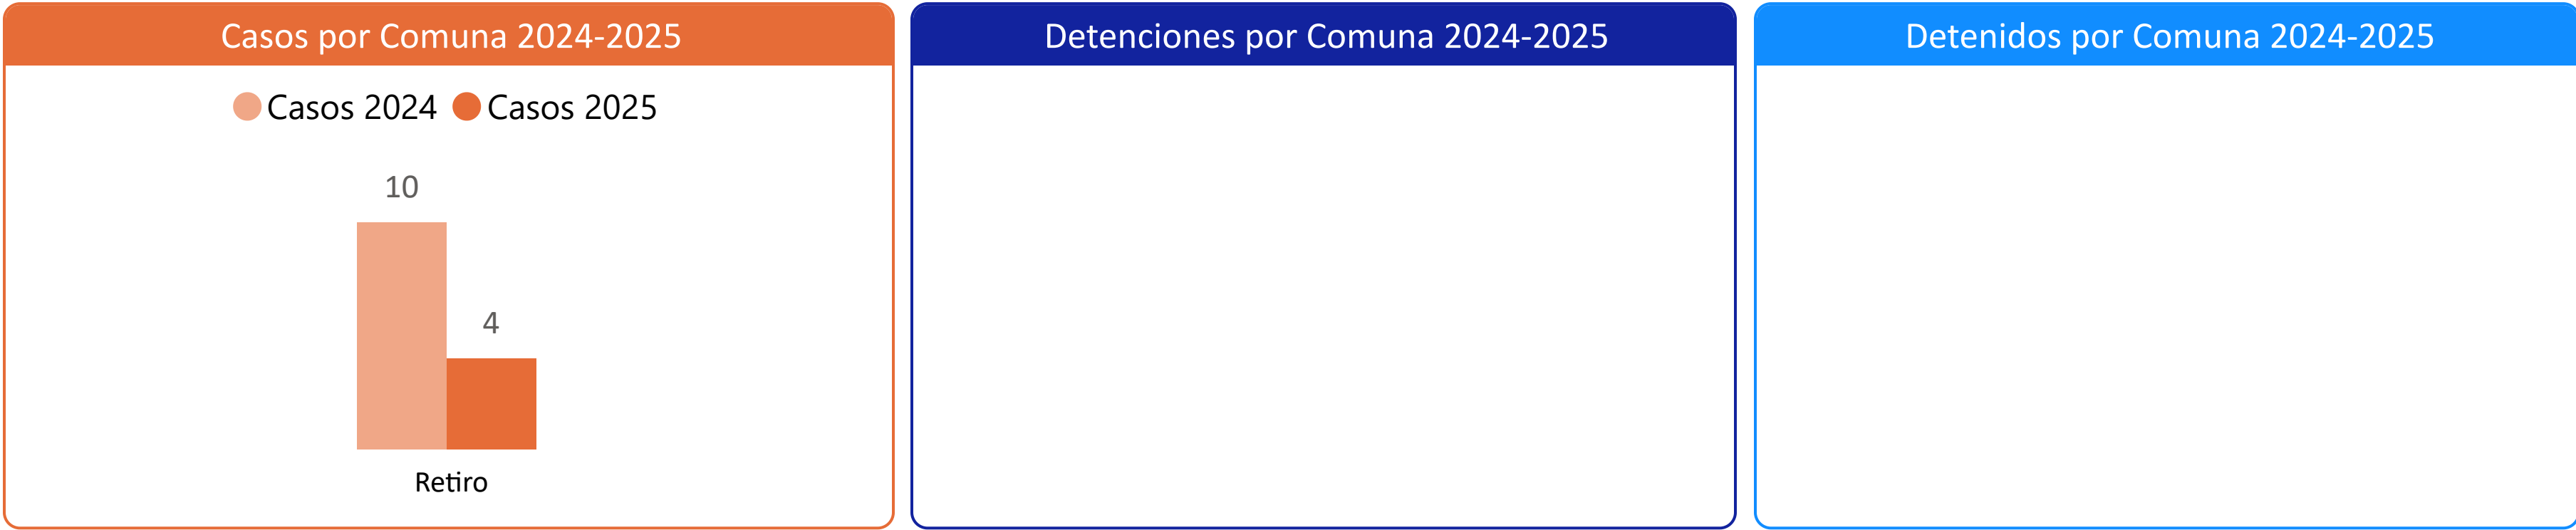 Casos por Comuna 2024-2025
Casos 2024 Casos 2025
10
4
Retiro
Detenciones por Comuna 2024-2025
Detenidos por Comuna 2024-2025